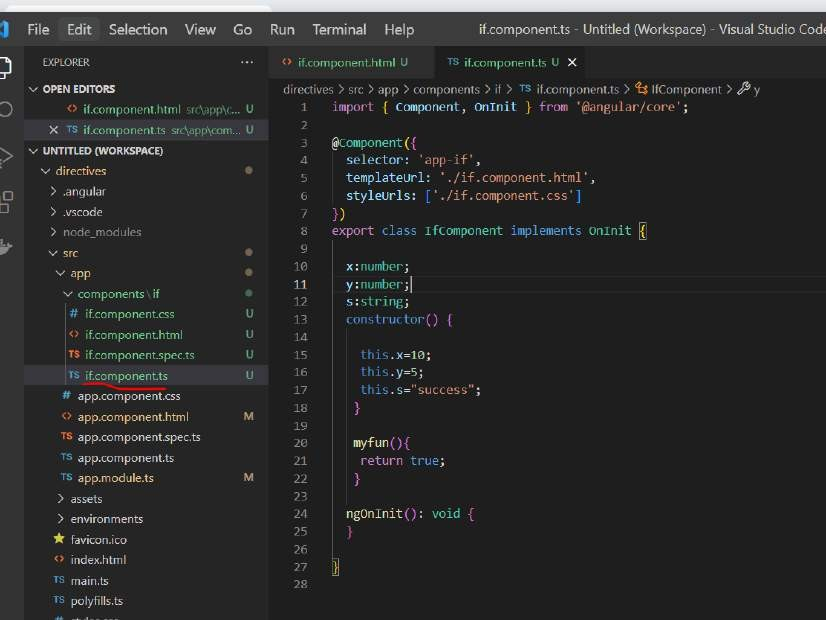 File Edit Selection View Go Run Terminal Help if.component.ts - Untitled (Workspace) - Visual Studio Code
EXPLORER ...
OPEN EDITORS
<> if.component.html src\app\c... U
TS if.component.ts src\app\com... U
UNTITLED (WORKSPACE)
directives
.angular
.vscode
node_modules
src
app
components\if
# if.component.css U
<> if.component.html U
TS if.component.spec.ts U
TS if.component.ts U
# app.component.css
<> app.component.html M
TS app.component.spec.ts
TS app.component.ts
TS app.module.ts M
assets
environments
favicon.ico
<> index.html
TS main.ts
TS polyfills.ts
<> if.component.html U TS if.component.ts U
directives > src > app > components > if > TS if.component.ts > IfComponent > y
1 import { Component, OnInit } from '@angular/core';
2
3 @Component({
4 selector: 'app-if',
5 templateUrl: './if.component.html',
6 styleUrls: ['./if.component.css']
7 })
8 export class IfComponent implements OnInit {
9
10 x:number;
11 y:number;
12 s:string;
13 constructor() {
14
15 this.x=10;
16 this.y=5;
17 this.s="success";
18 }
19
20 myfun(){
21 return true;
22 }
23
24 ngOnInit(): void {
25 }
26
27 }
28